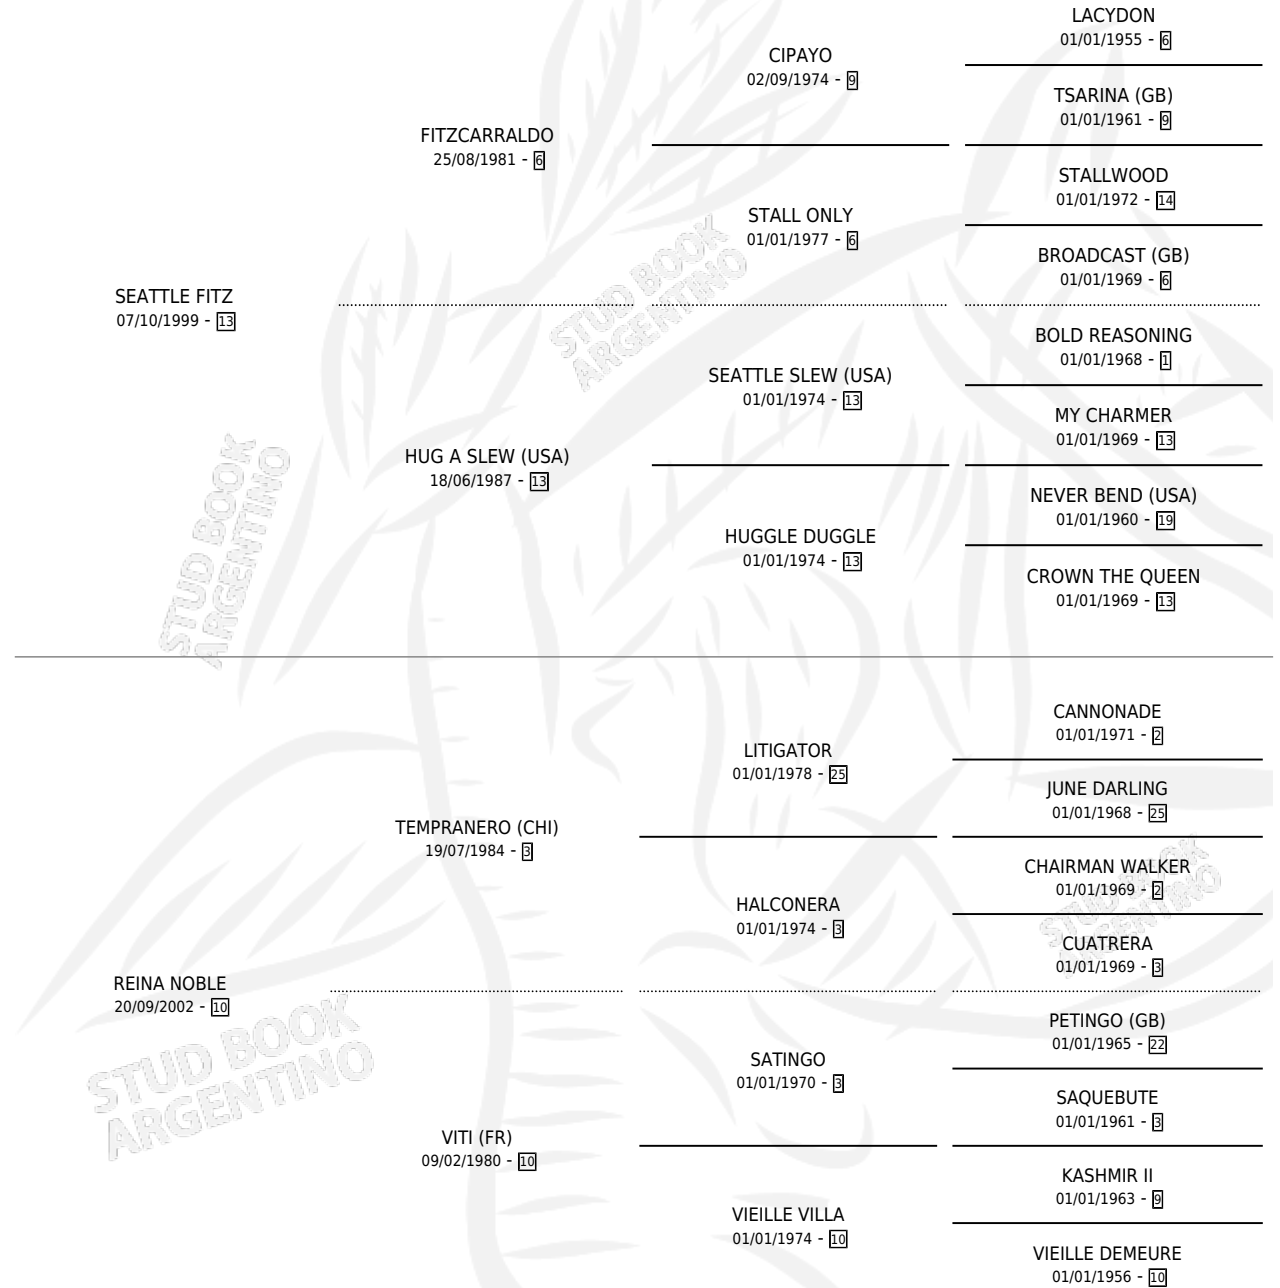 LACYDON
01/01/1955 - 6
CIPAYO
02/09/1974 - 9
TSARINA (GB)
01/01/1961 - 9
FITZCARRALDO
25/08/1981 - 6
STALLWOOD
01/01/1972 - 14
STALL ONLY
01/01/1977 - 6
BROADCAST (GB)
01/01/1969 - 6
SEATTLE FITZ
07/10/1999 - 13
STUD BOOK
ARGENTINO
BOLD REASONING
01/01/1968 - 1
SEATTLE SLEW (USA)
01/01/1974 - 13
MY CHARMER
01/01/1969 - 13
HUG A SLEW (USA)
18/06/1987 - 13
NEVER BEND (USA)
01/01/1960 - 19
HUGGLE DUGGLE
01/01/1974 - 13
CROWN THE QUEEN
01/01/1969 - 13
STUD BOOK
ARGENTINO
CANNONADE
01/01/1971 - 2
LITIGATOR
01/01/1978 - 25
JUNE DARLING
01/01/1968 - 25
TEMPRANERO (CHI)
19/07/1984 - 3
CHAIRMAN WALKER
01/01/1969 - 2
HALCONERA
01/01/1974 - 3
STUD BOOK
ARGENTINO
CUATRERA
01/01/1969 - 3
REINA NOBLE
20/09/2002 - 10
PETINGO (GB)
01/01/1965 - 22
SATINGO
01/01/1970 - 3
STUD BOOK
ARGENTINO
SAQUEBUTE
01/01/1961 - 3
VITI (FR)
09/02/1980 - 10
KASHMIR II
01/01/1963 - 9
VIEILLE VILLA
01/01/1974 - 10
VIEILLE DEMEURE
01/01/1956 - 10